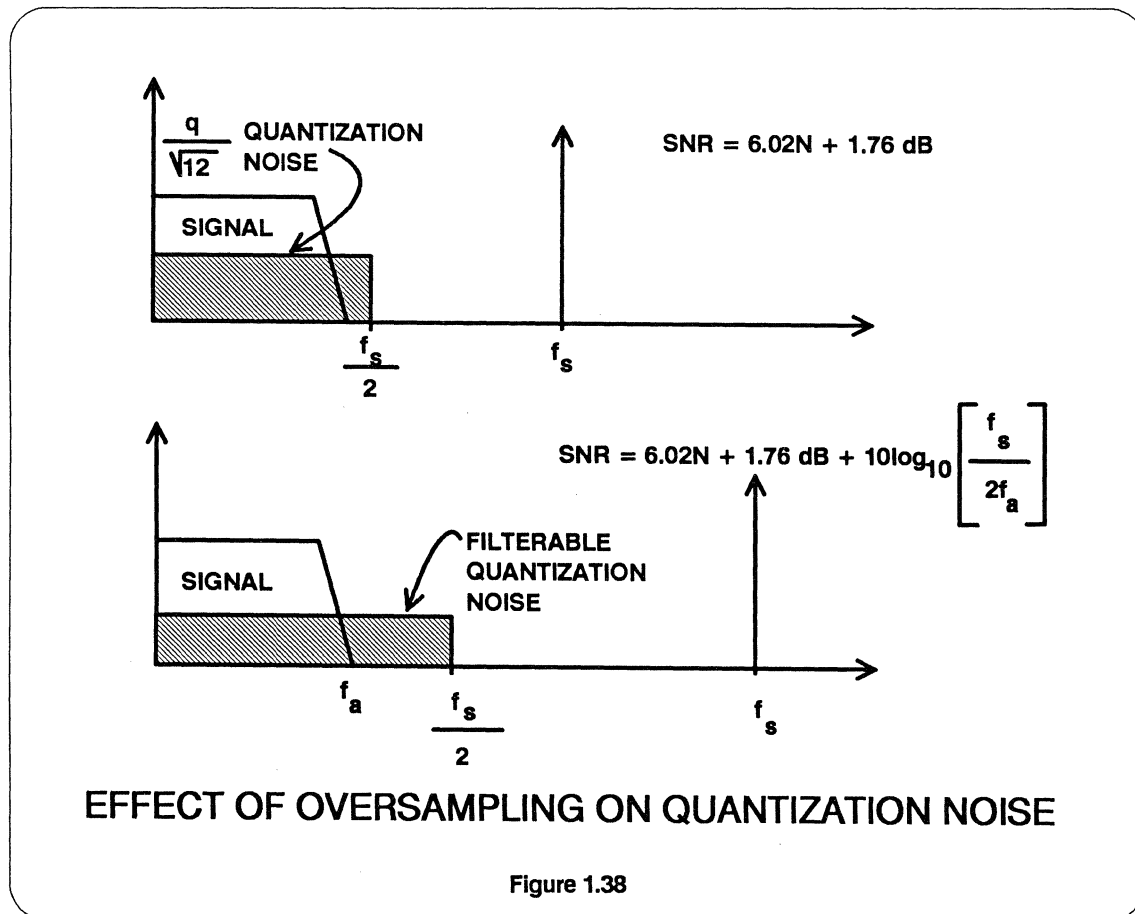 q
√12
QUANTIZATION
NOISE
SNR = 6.02N + 1.76 dB
SIGNAL
f_s
2
f_s
SNR = 6.02N + 1.76 dB + 10log₁₀ [
f_s
2f_a
]
FILTERABLE
QUANTIZATION
NOISE
SIGNAL
f_a
f_s
2
f_s
EFFECT OF OVERSAMPLING ON QUANTIZATION NOISE
Figure 1.38